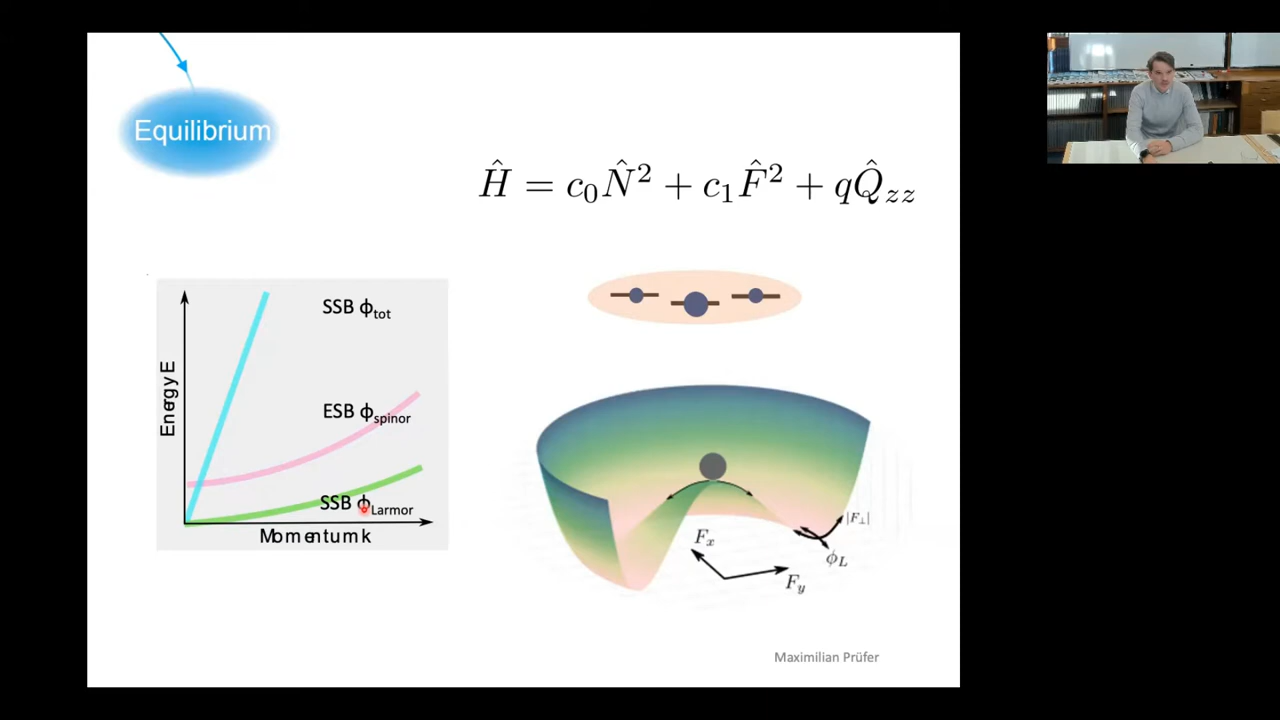 Equilibrium
Ĥ = c₀N̂² + c₁F̂² + qQ̂zz
SSB ϕtot
ESB ϕspinor
SSB ϕLarmor
Energy E
Momentum k
|F⊥|
ϕL
Fx
Fy
Maximilian Prüfer